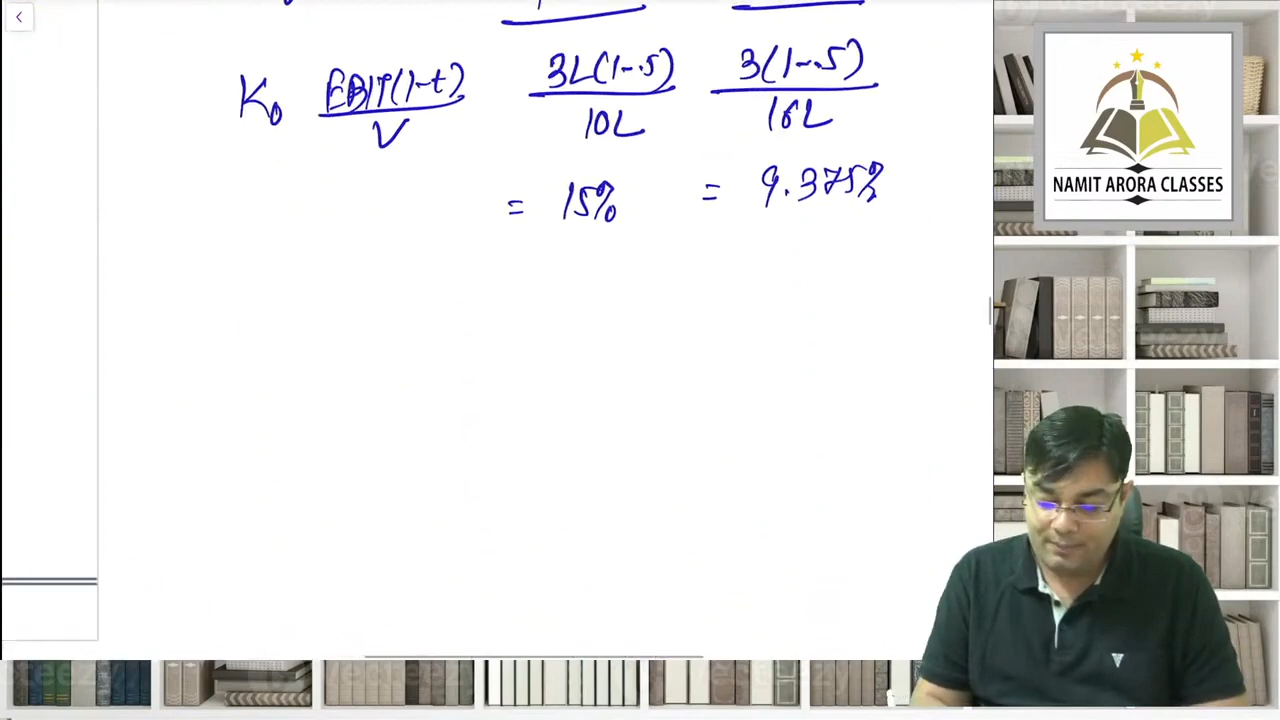 K₀ EBIT(1-t) / V 3L(1-.5) / 10L 3(1-.5) / 16L
= 15% = 9.375%
NAMIT ARORA CLASSES